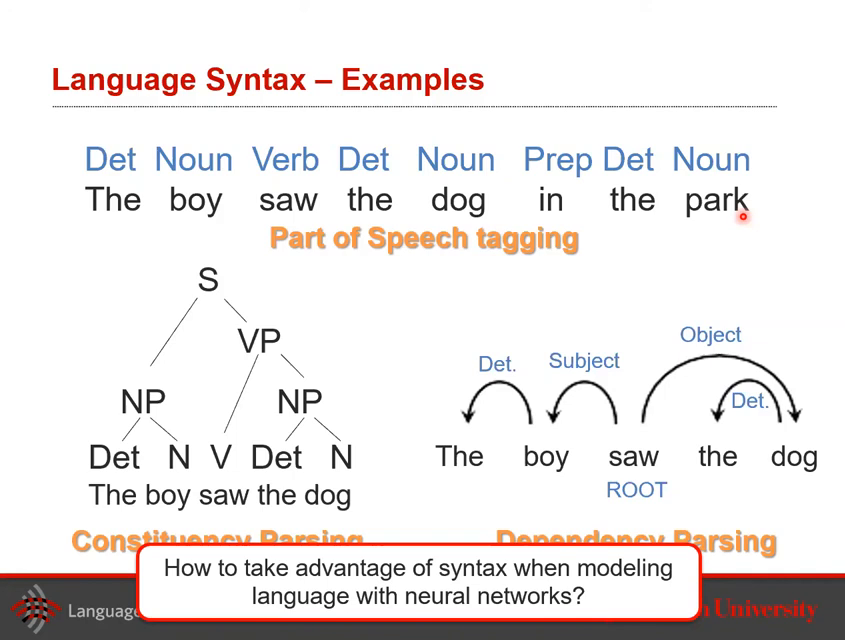 Language Syntax – Examples
Det Noun Verb Det Noun Prep Det Noun
The boy saw the dog in the park
Part of Speech tagging
S
VP
NP NP
Det N V Det N
The boy saw the dog
Object
Det. Subject
Det.
The boy saw the dog
ROOT
Constituency Parsing Dependency Parsing
How to take advantage of syntax when modeling
language with neural networks?
Language University